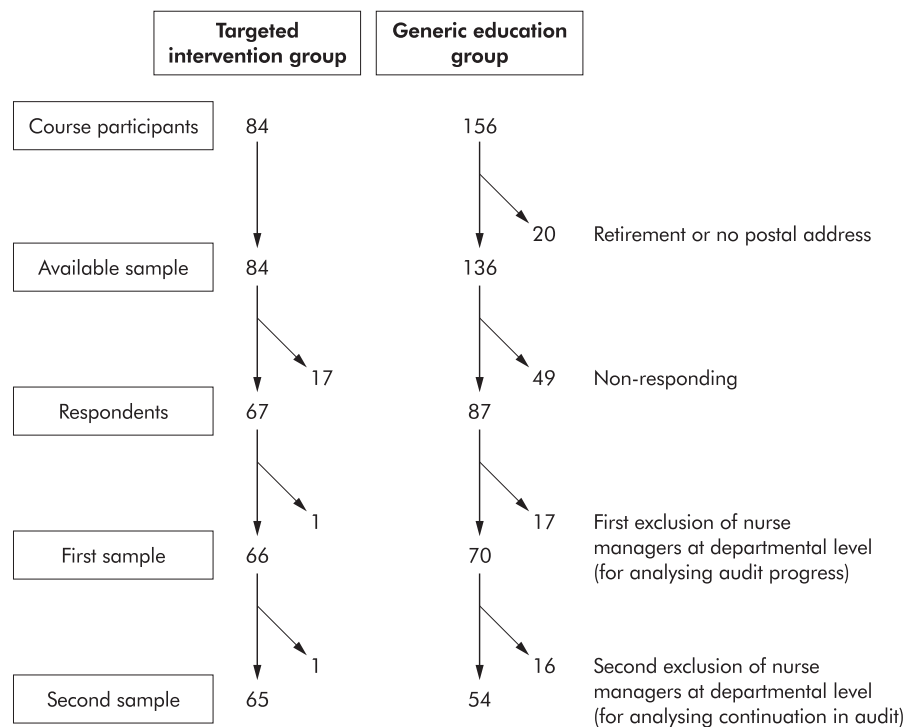 Targeted
intervention group
Generic education
group
Course participants
84
156
20
Retirement or no postal address
Available sample
84
136
17
49
Non-responding
Respondents
67
87
1
17
First exclusion of nurse
managers at departmental level
(for analysing audit progress)
First sample
66
70
1
16
Second exclusion of nurse
managers at departmental level
(for analysing continuation in audit)
Second sample
65
54